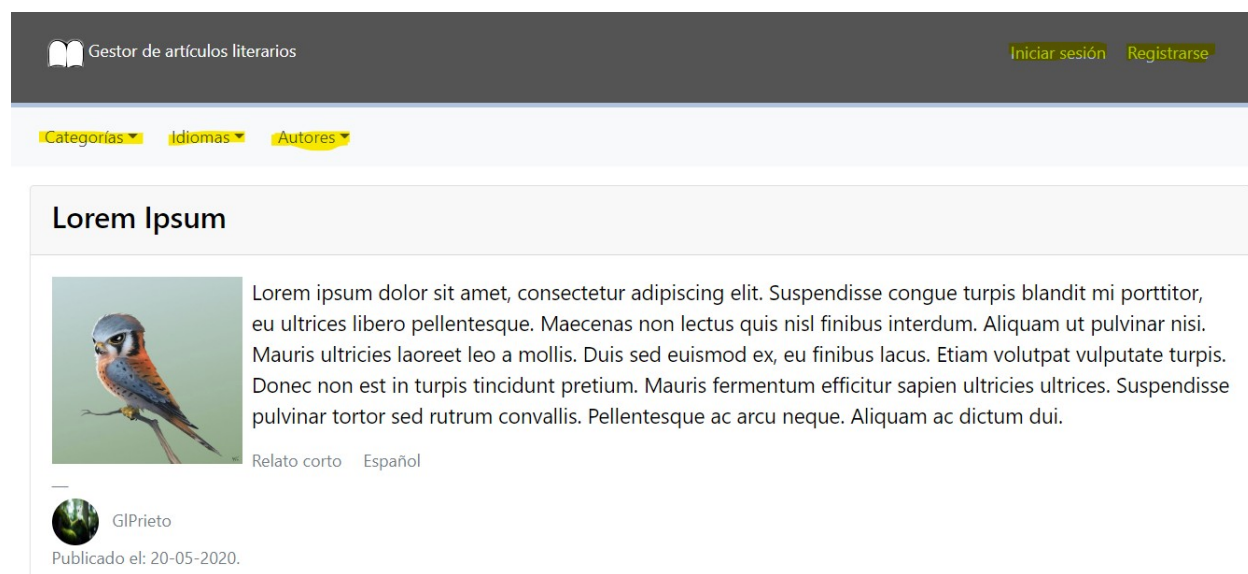 Gestor de artículos literarios
Iniciar sesión Registrarse
Categorías Idiomas Autores
Lorem Ipsum
Lorem ipsum dolor sit amet, consectetur adipiscing elit. Suspendisse congue turpis blandit mi porttitor,
eu ultrices libero pellentesque. Maecenas non lectus quis nisl finibus interdum. Aliquam ut pulvinar nisi.
Mauris ultricies laoreet leo a mollis. Duis sed euismod ex, eu finibus lacus. Etiam volutpat vulputate turpis.
Donec non est in turpis tincidunt pretium. Mauris fermentum efficitur sapien ultricies ultrices. Suspendisse
pulvinar tortor sed rutrum convallis. Pellentesque ac arcu neque. Aliquam ac dictum dui.
Relato corto Español
—
GlPrieto
Publicado el: 20-05-2020.